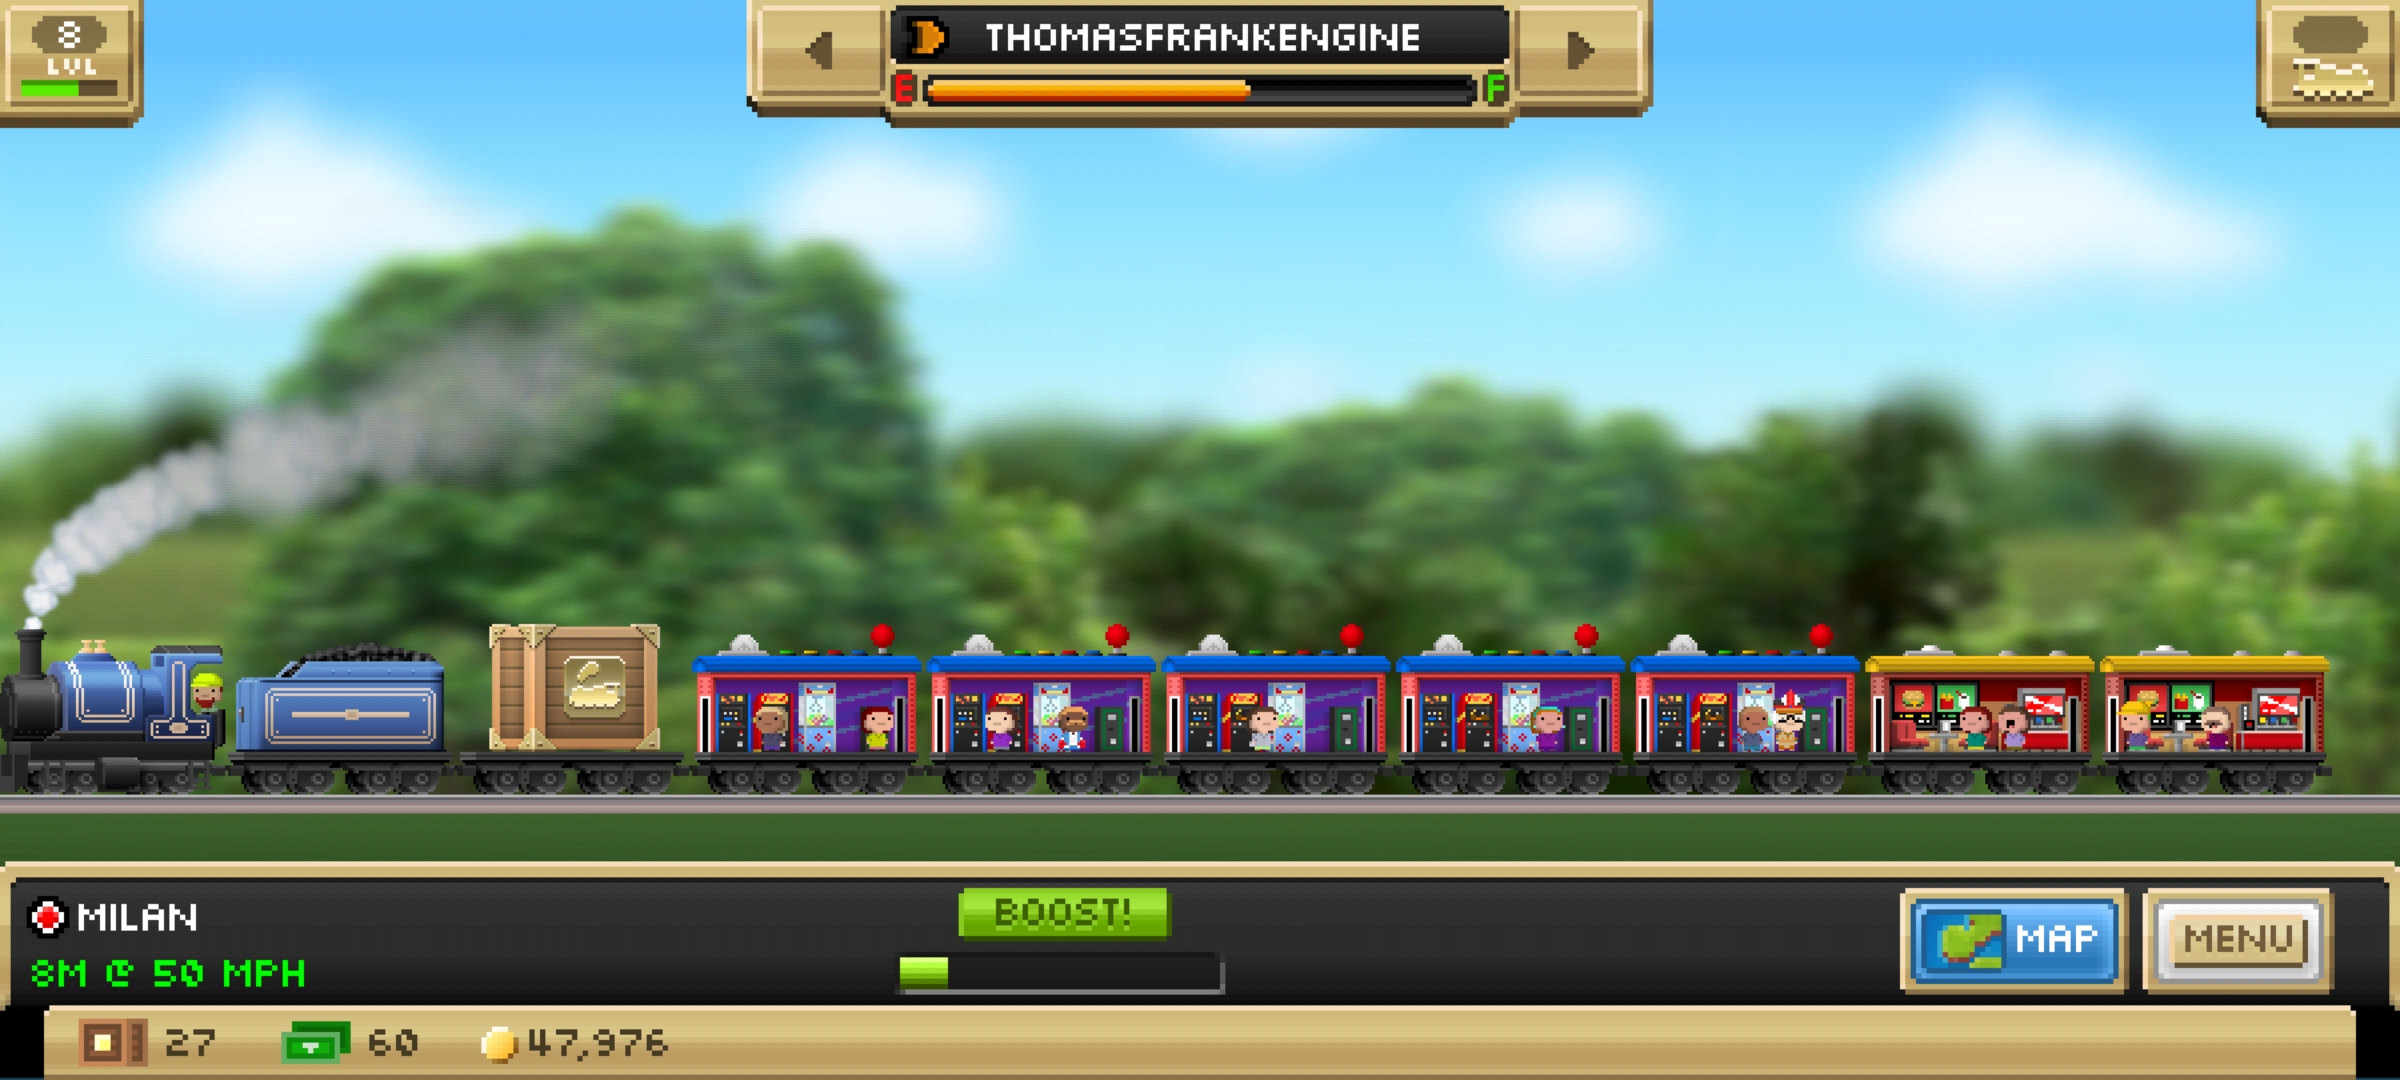 8
LVL
THOMASFRANKENGINE
E F
MILAN
8M @ 50 MPH
BOOST!
MAP
MENU
27
60
47,976